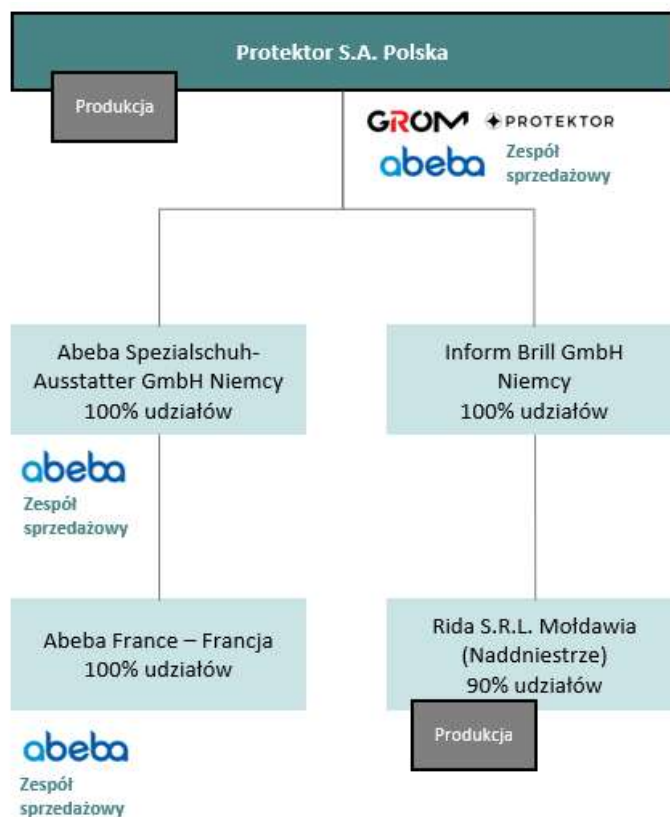 Protektor S.A. Polska
Produkcja
GROM PROTEKTOR
abeba
Zespół
sprzedażowy
Abeba Spezialschuh-
Ausstatter GmbH Niemcy
100% udziałów
Inform Brill GmbH
Niemcy
100% udziałów
abeba
Zespół
sprzedażowy
Abeba France – Francja
100% udziałów
Rida S.R.L. Mołdawia
(Naddniestrze)
90% udziałów
Produkcja
abeba
Zespół
sprzedażowy